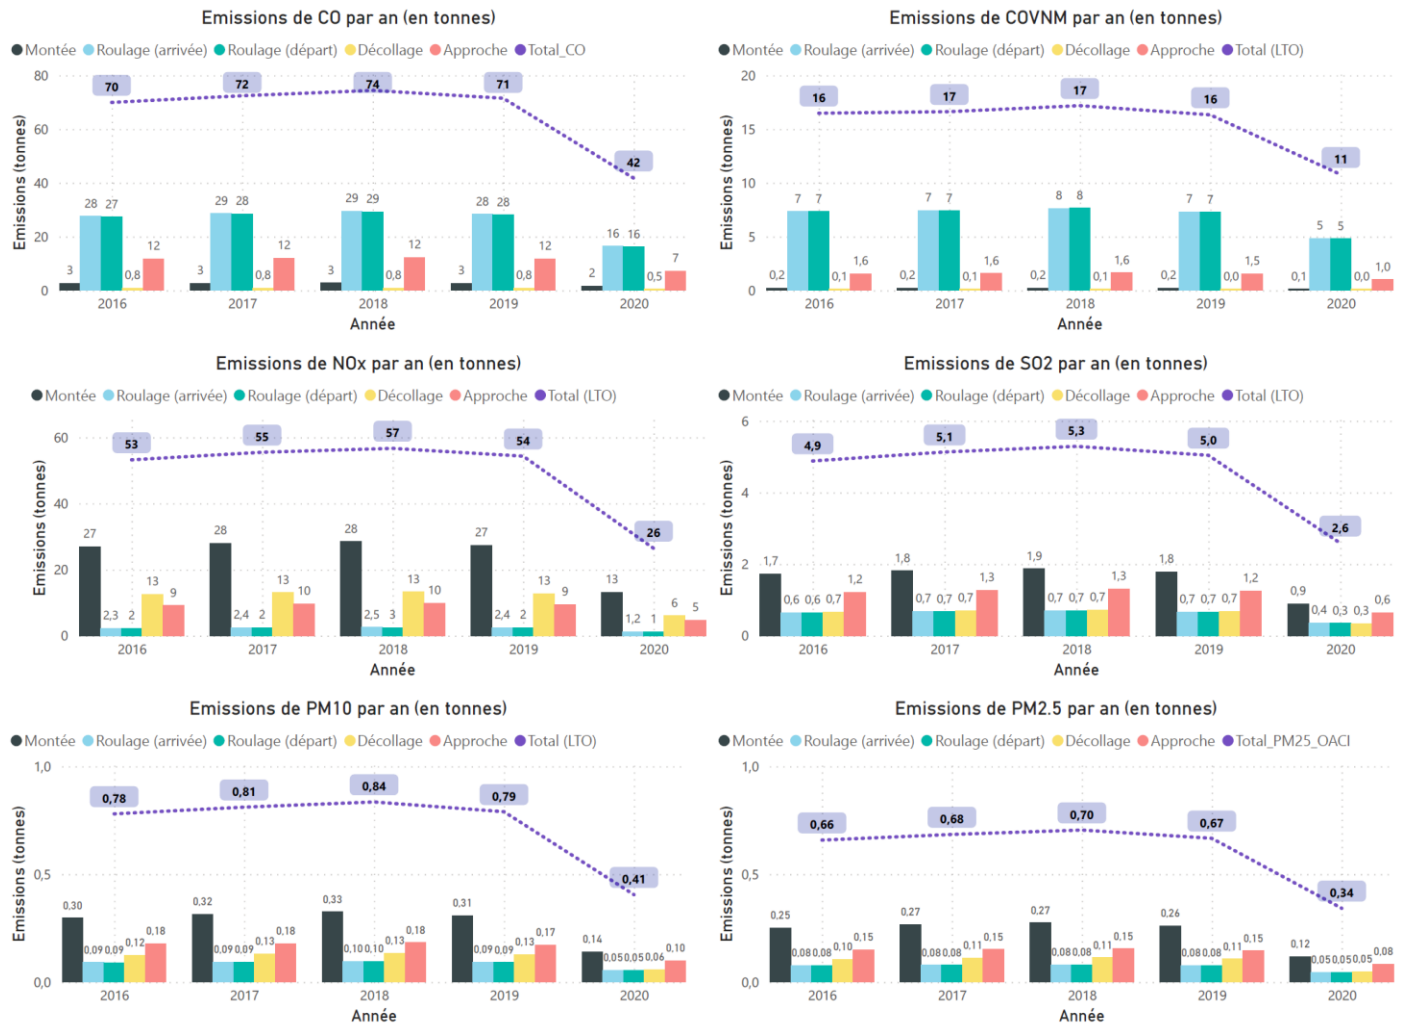 Emissions de CO par an (en tonnes)
Montée Roulage (arrivée) Roulage (départ) Décollage Approche Total_CO
Emissions (tonnes)
80
60
40
20
0
70 72 74 71 42
28 27 29 28 29 29 28 28 16 16
3 0,8 12 3 0,8 12 3 0,8 12 3 0,8 12 2 0,5 7
2016 2017 2018 2019 2020
Année
Emissions de COVNM par an (en tonnes)
Montée Roulage (arrivée) Roulage (départ) Décollage Approche Total (LTO)
Emissions (tonnes)
20
15
10
5
0
16 17 17 16 11
7 7 7 7 8 8 7 7 5 5
0,2 0,1 1,6 0,2 0,1 1,6 0,2 0,1 1,6 0,2 0,0 1,5 0,1 0,0 1,0
2016 2017 2018 2019 2020
Année
Emissions de NOx par an (en tonnes)
Montée Roulage (arrivée) Roulage (départ) Décollage Approche Total (LTO)
Emissions (tonnes)
60
40
20
0
53 55 57 54 26
27 2,3 2 13 9 28 2,4 2 13 10 28 2,5 3 13 10 27 2,4 2 13 9 13 1,2 1 6 5
2016 2017 2018 2019 2020
Année
Emissions de SO2 par an (en tonnes)
Montée Roulage (arrivée) Roulage (départ) Décollage Approche Total (LTO)
Emissions (tonnes)
6
4
2
0
4,9 5,1 5,3 5,0 2,6
1,7 0,6 0,6 0,7 1,2 1,8 0,7 0,7 0,7 1,3 1,9 0,7 0,7 0,7 1,3 1,8 0,7 0,7 0,7 1,2 0,9 0,4 0,3 0,3 0,6
2016 2017 2018 2019 2020
Année
Emissions de PM10 par an (en tonnes)
Montée Roulage (arrivée) Roulage (départ) Décollage Approche Total (LTO)
Emissions (tonnes)
1,0
0,5
0,0
0,78 0,81 0,84 0,79 0,41
0,30 0,09 0,09 0,12 0,18 0,32 0,09 0,09 0,13 0,18 0,33 0,10 0,10 0,13 0,18 0,31 0,09 0,09 0,13 0,17 0,14 0,05 0,05 0,06 0,10
2016 2017 2018 2019 2020
Année
Emissions de PM2.5 par an (en tonnes)
Montée Roulage (arrivée) Roulage (départ) Décollage Approche Total_PM25_OACI
Emissions (tonnes)
1,0
0,5
0,0
0,66 0,68 0,70 0,67 0,34
0,25 0,08 0,08 0,10 0,15 0,27 0,08 0,08 0,11 0,15 0,27 0,08 0,08 0,11 0,15 0,26 0,08 0,08 0,11 0,15 0,12 0,05 0,05 0,05 0,08
2016 2017 2018 2019 2020
Année